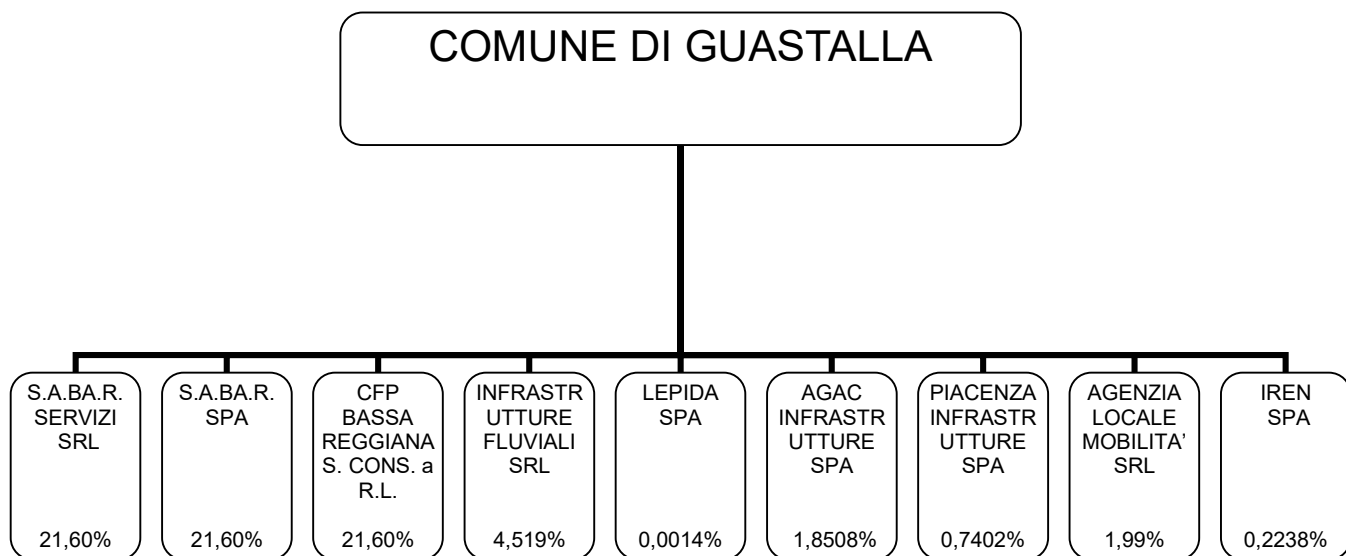 COMUNE DI GUASTALLA
S.A.BA.R.
SERVIZI
SRL
21,60%
S.A.BA.R.
SPA
21,60%
CFP
BASSA
REGGIANA
S. CONS. a
R.L.
21,60%
INFRASTR
UTTURE
FLUVIALI
SRL
4,519%
LEPIDA
SPA
0,0014%
AGAC
INFRASTR
UTTURE
SPA
1,8508%
PIACENZA
INFRASTR
UTTURE
SPA
0,7402%
AGENZIA
LOCALE
MOBILITA’
SRL
1,99%
IREN
SPA
0,2238%